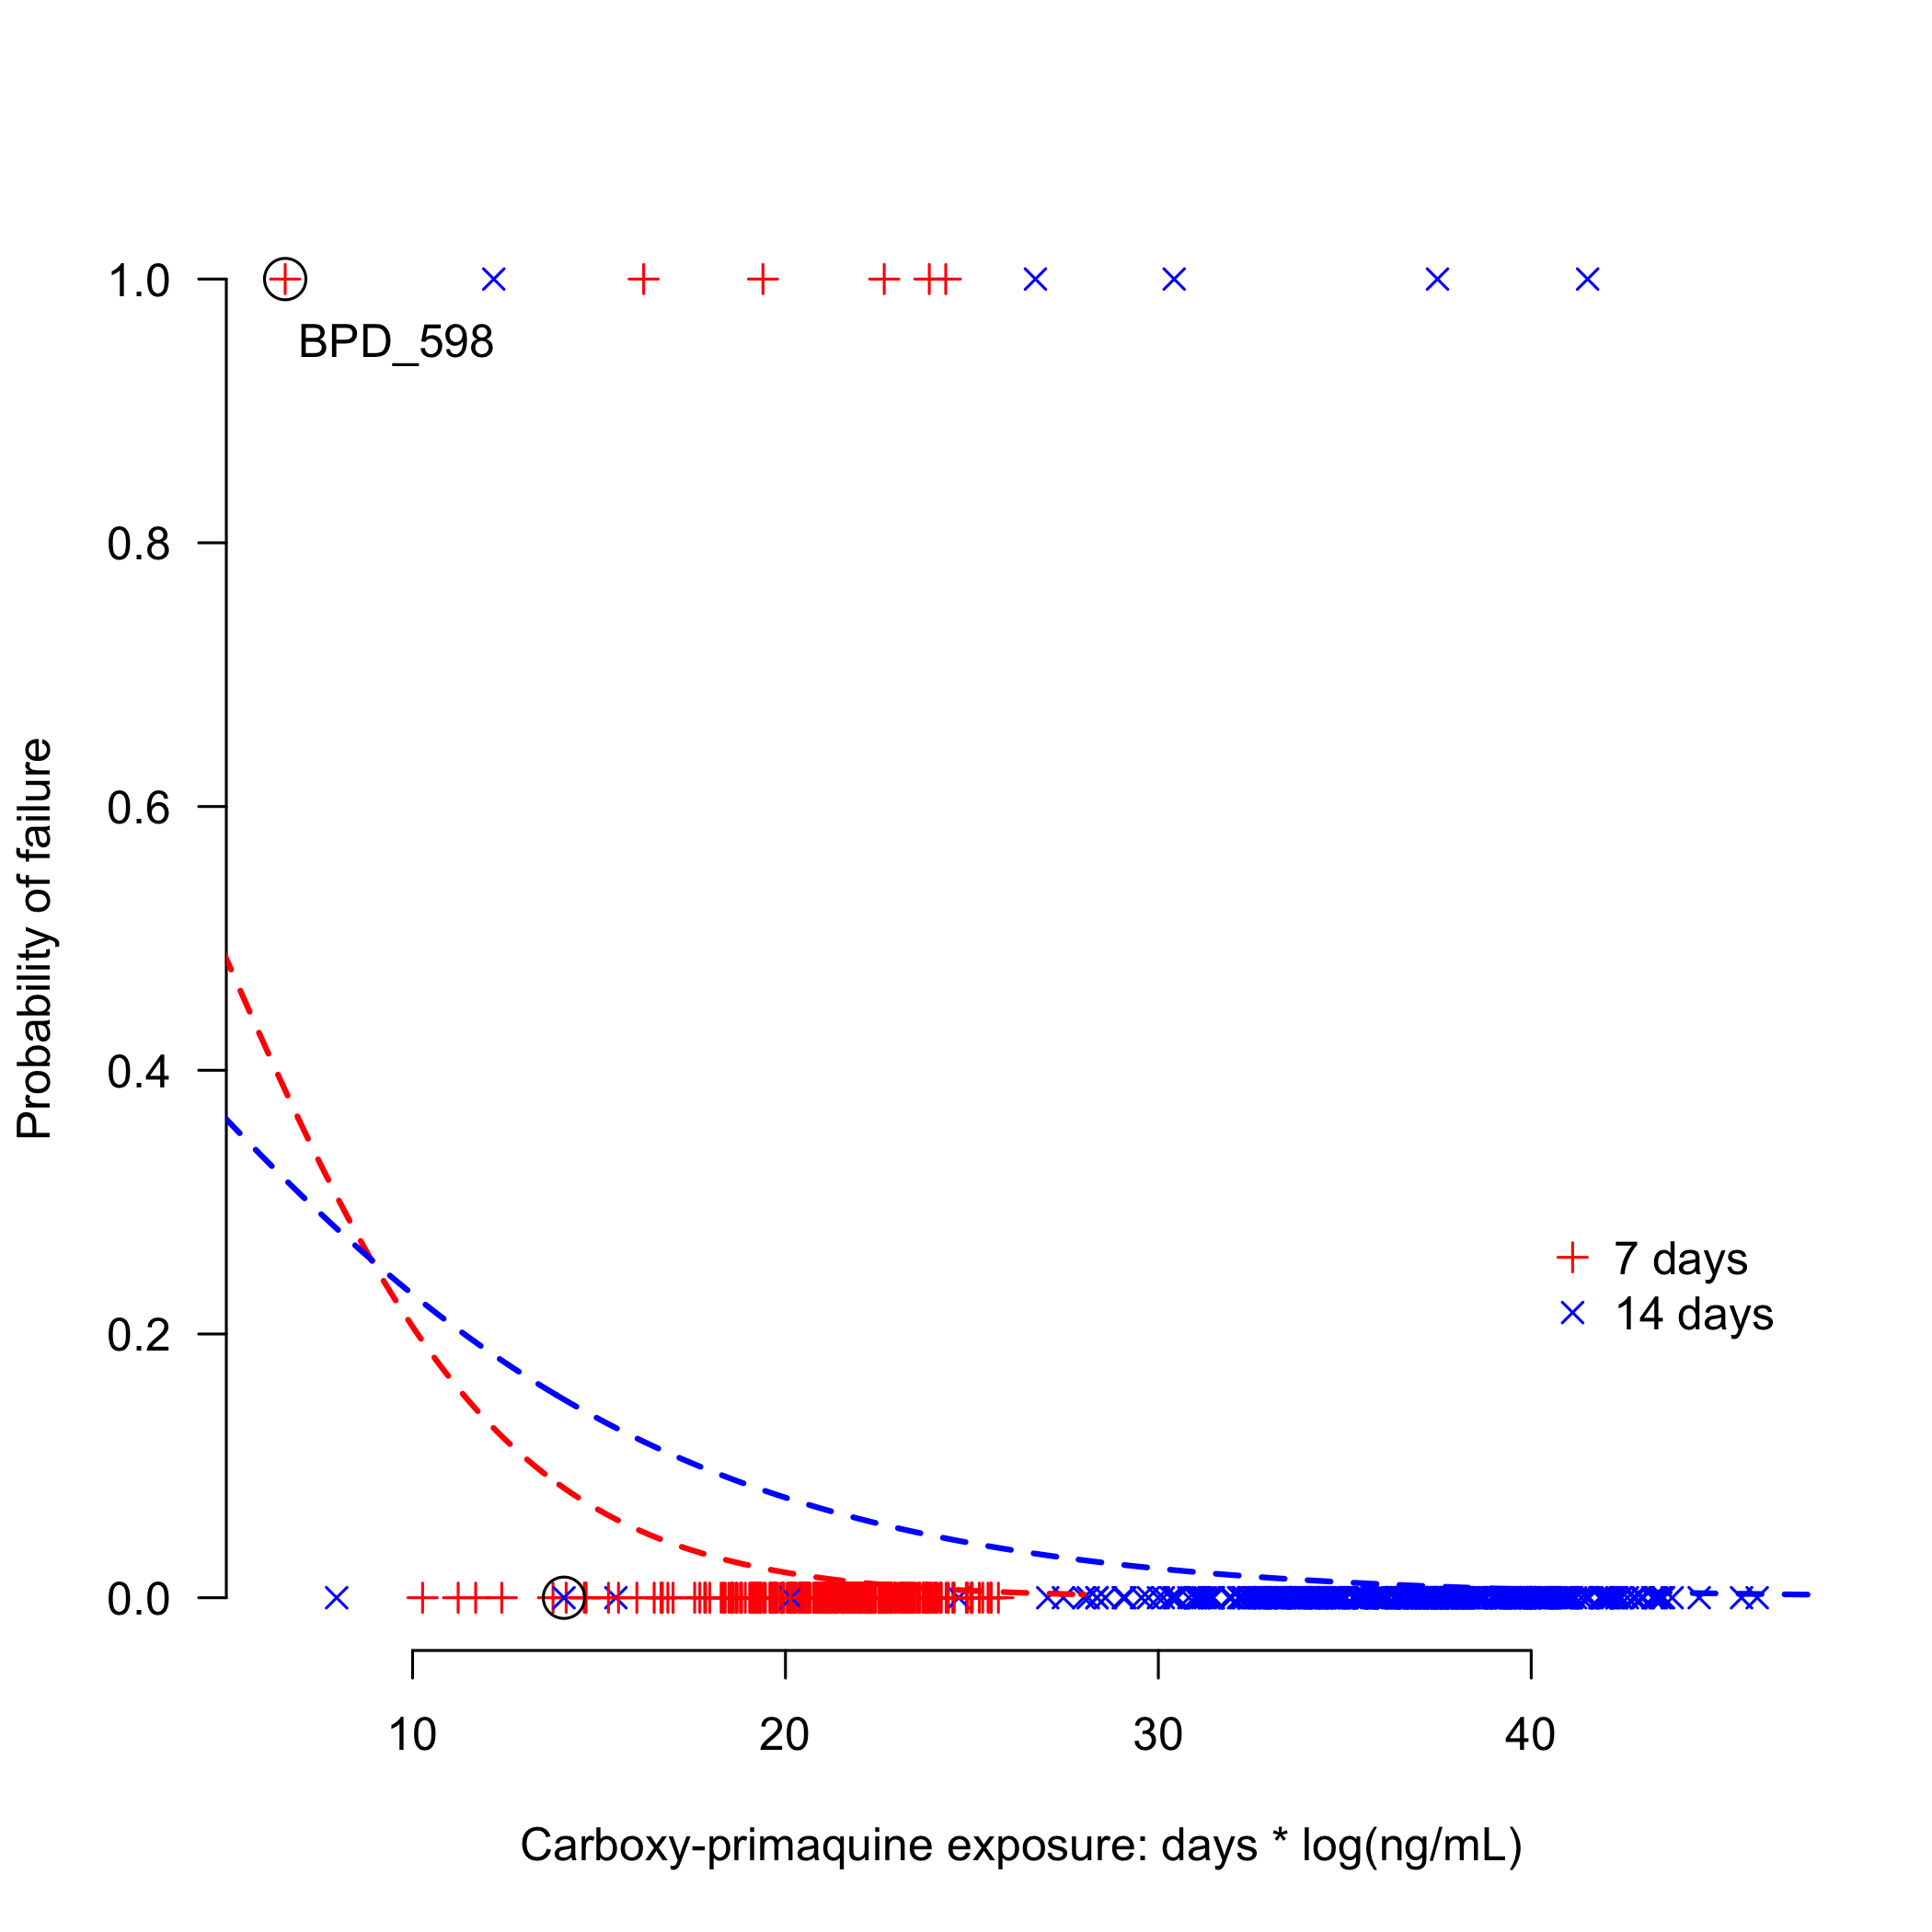 1.0
BPD_598
0.8
Probability of failure
0.6
0.4
7 days
14 days
0.2
0.0
10 20 30 40
Carboxy-primaquine exposure: days * log(ng/mL)